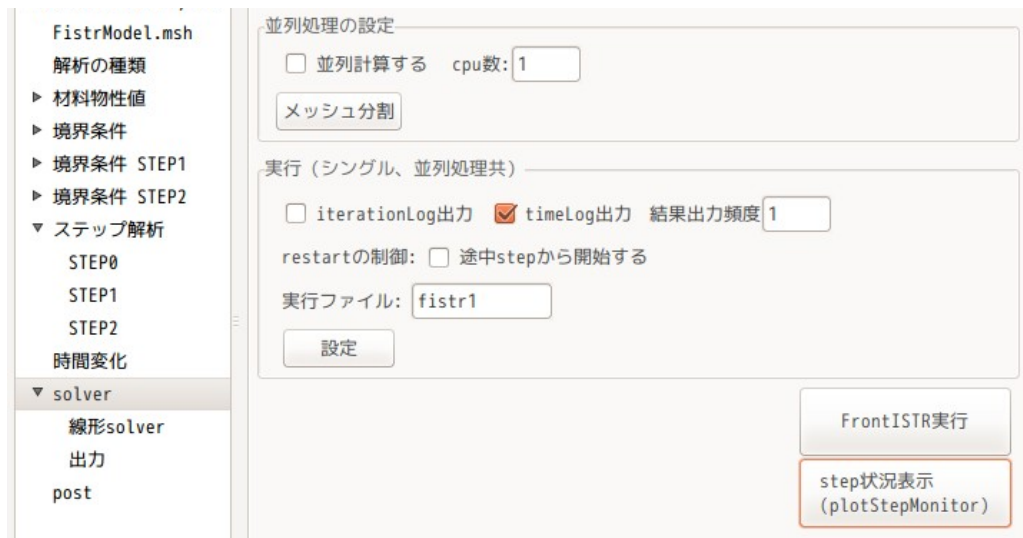 FistrModel.msh
解析の種類
材料物性値
境界条件
境界条件 STEP1
境界条件 STEP2
ステップ解析
STEP0
STEP1
STEP2
時間変化
solver
線形solver
出力
post
並列処理の設定
並列計算する cpu数: 1
メッシュ分割
実行（シングル、並列処理共）
iterationLog出力 timeLog出力 結果出力頻度 1
restartの制御: 途中stepから開始する
実行ファイル: fistr1
設定
FrontISTR実行
step状況表示
(plotStepMonitor)